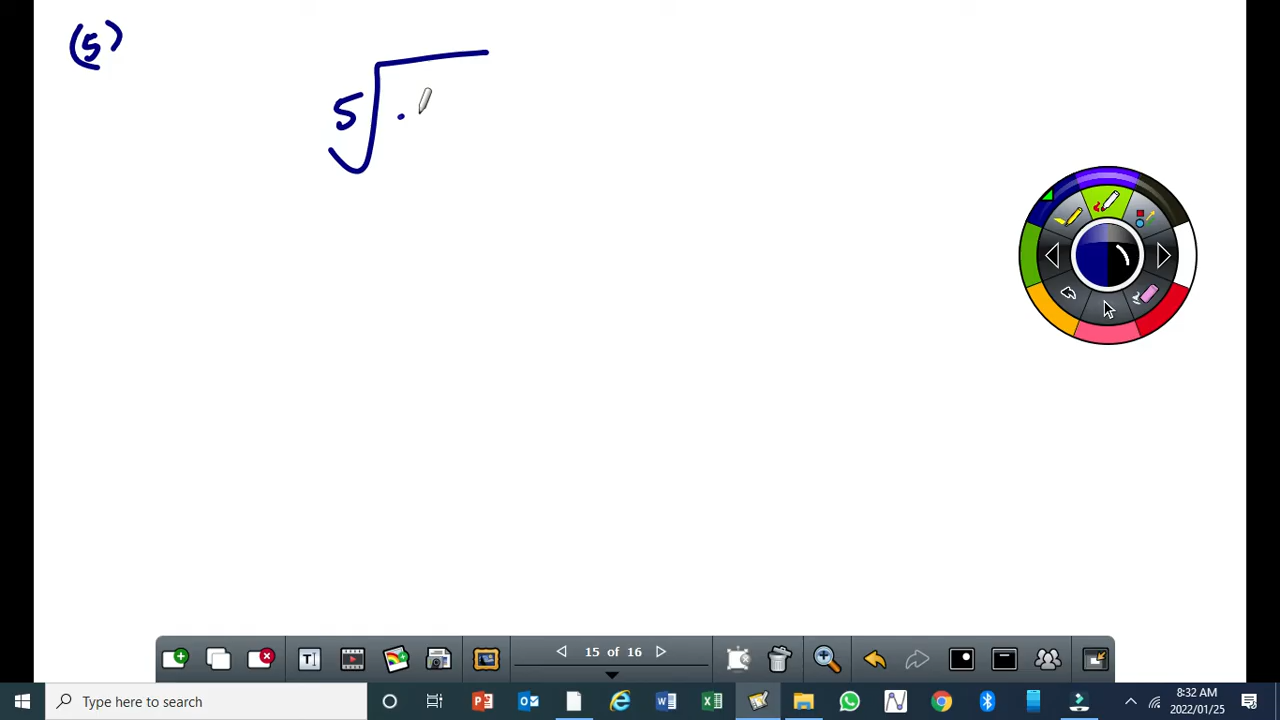 (5)
5√.
15 of 16
Type here to search
8:32 AM
2022/01/25